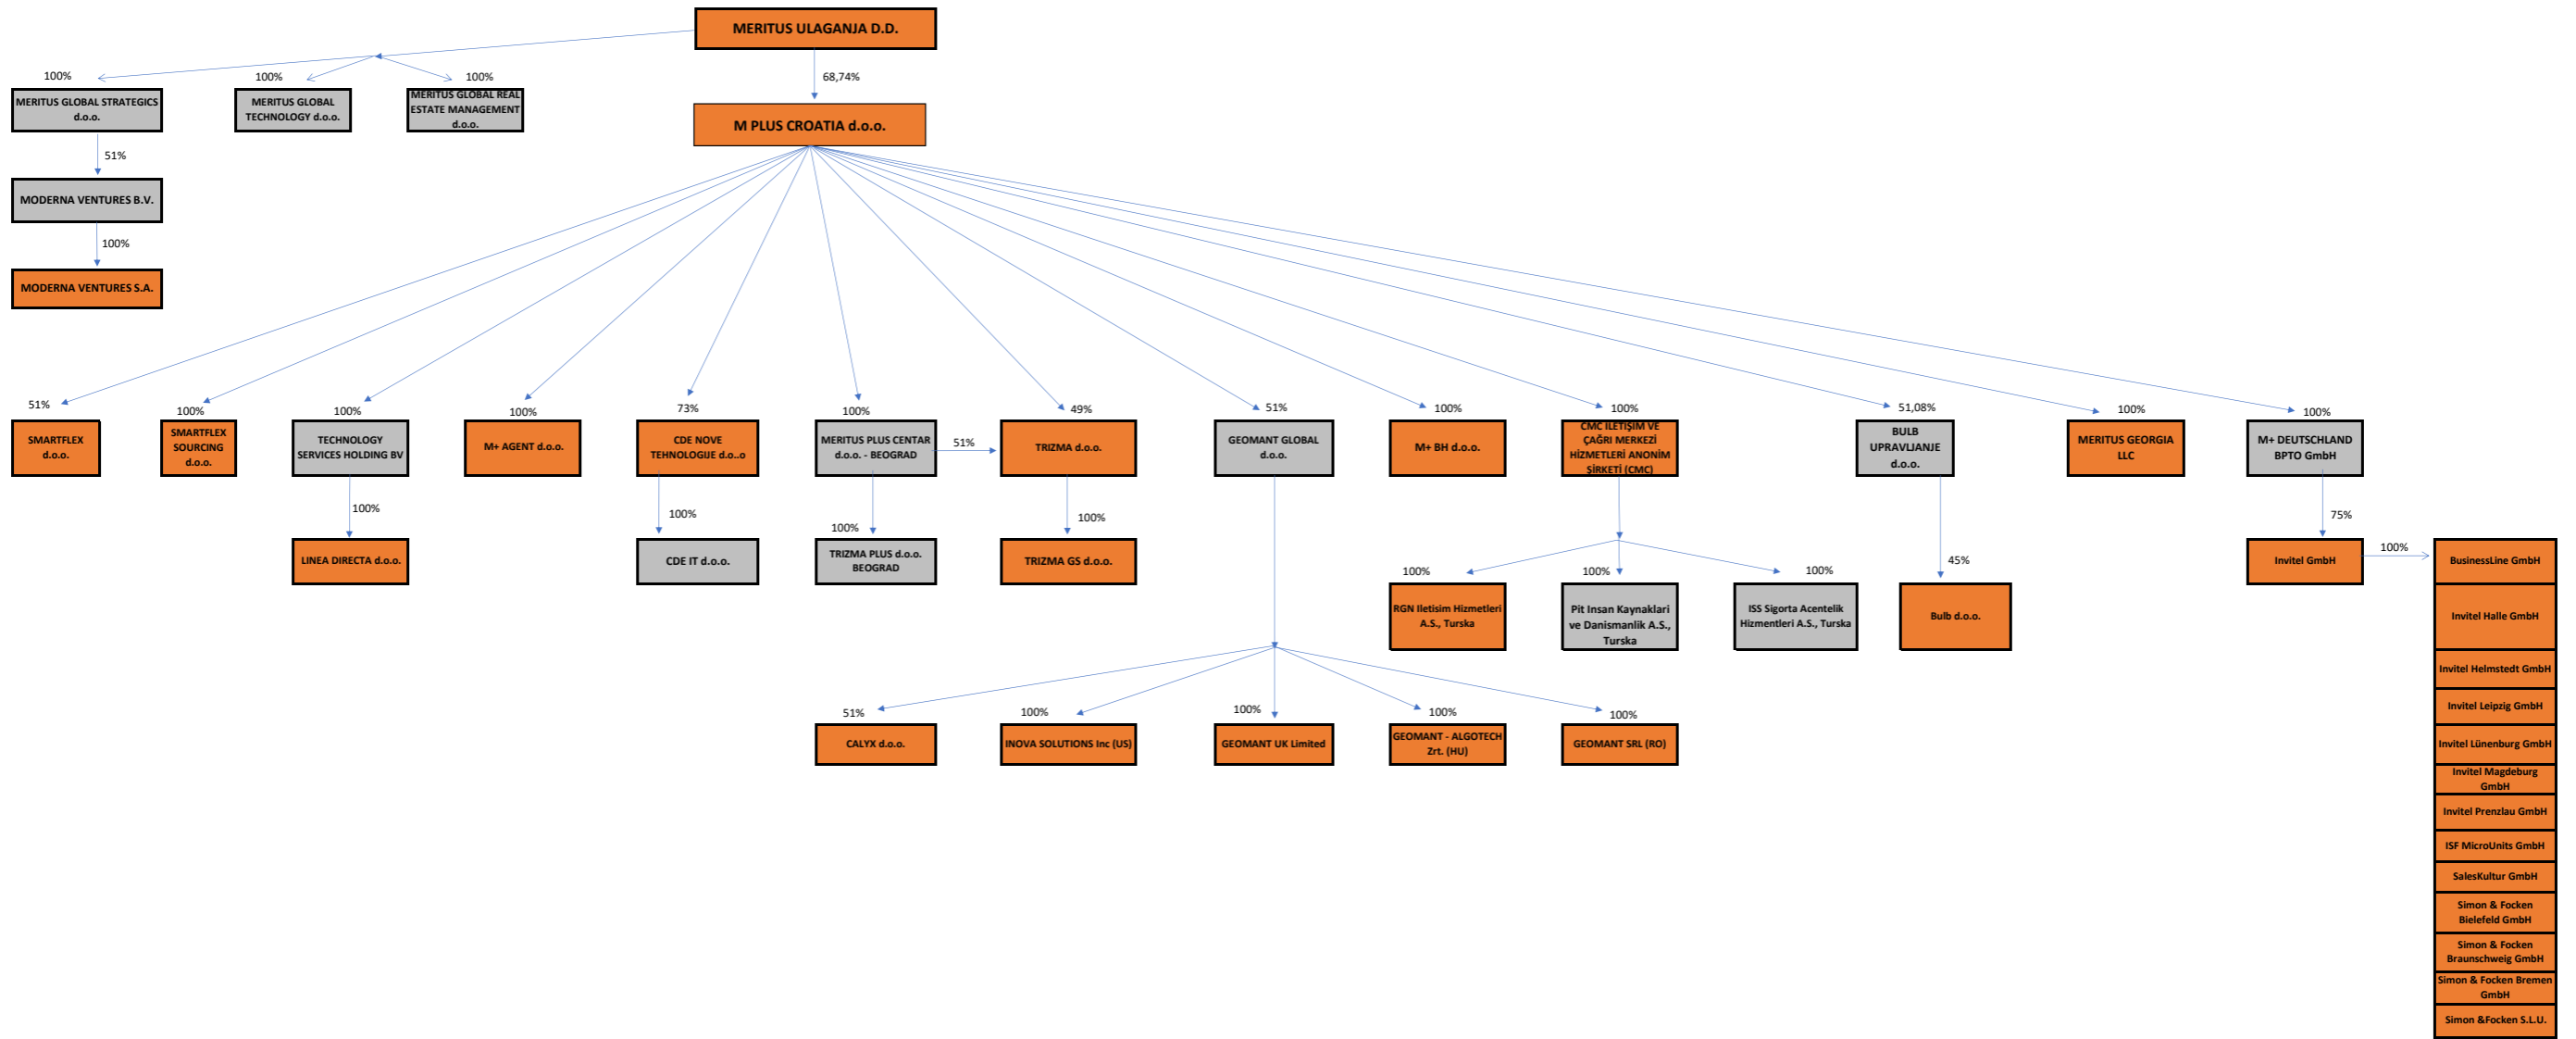 MERITUS ULAGANJA D.D.
68,74%
100%
100%
100%
MERITUS GLOBAL STRATEGICS
d.o.o.
MERITUS GLOBAL
TECHNOLOGY d.o.o.
MERITUS GLOBAL REAL
ESTATE MANAGEMENT
d.o.o.
M PLUS CROATIA d.o.o.
51%
MODERNA VENTURES B.V.
100%
MODERNA VENTURES S.A.
51%
100%
100%
100%
73%
100%
49%
51%
100%
100%
51,08%
100%
100%
SMARTFLEX
d.o.o.
SMARTFLEX
SOURCING
d.o.o.
TECHNOLOGY
SERVICES HOLDING BV
M+ AGENT d.o.o.
CDE NOVE
TEHNOLOGIJE d.o..o
MERITUS PLUS CENTAR
d.o.o. - BEOGRAD
51%
TRIZMA d.o.o.
GEOMANT GLOBAL
d.o.o.
M+ BH d.o.o.
CMC İLETİŞİM VE
ÇAĞRI MERKEZİ
HİZMETLERİ ANONİM
ŞİRKETİ (CMC)
BULB
UPRAVLJANJE
d.o.o.
MERITUS GEORGIA
LLC
M+ DEUTSCHLAND
BPTO GmbH
100%
100%
100%
100%
75%
LINEA DIRECTA d.o.o.
CDE IT d.o.o.
TRIZMA PLUS d.o.o.
BEOGRAD
TRIZMA GS d.o.o.
Invitel GmbH
100%
100%
100%
100%
45%
RGN Iletisim Hizmetleri
A.S., Turska
Pit Insan Kaynaklari
ve Danismanlik A.S.,
Turska
ISS Sigorta Acentelik
Hizmentleri A.S., Turska
Bulb d.o.o.
51%
100%
100%
100%
100%
CALYX d.o.o.
INOVA SOLUTIONS Inc (US)
GEOMANT UK Limited
GEOMANT - ALGOTECH
Zrt. (HU)
GEOMANT SRL (RO)
BusinessLine GmbH
Invitel Halle GmbH
Invitel Helmstedt GmbH
Invitel Leipzig GmbH
Invitel Lünenburg GmbH
Invitel Magdeburg
GmbH
Invitel Prenzlau GmbH
ISF MicroUnits GmbH
SalesKultur GmbH
Simon & Focken
Bielefeld GmbH
Simon & Focken
Braunschweig GmbH
Simon & Focken Bremen
GmbH
Simon &Focken S.L.U.